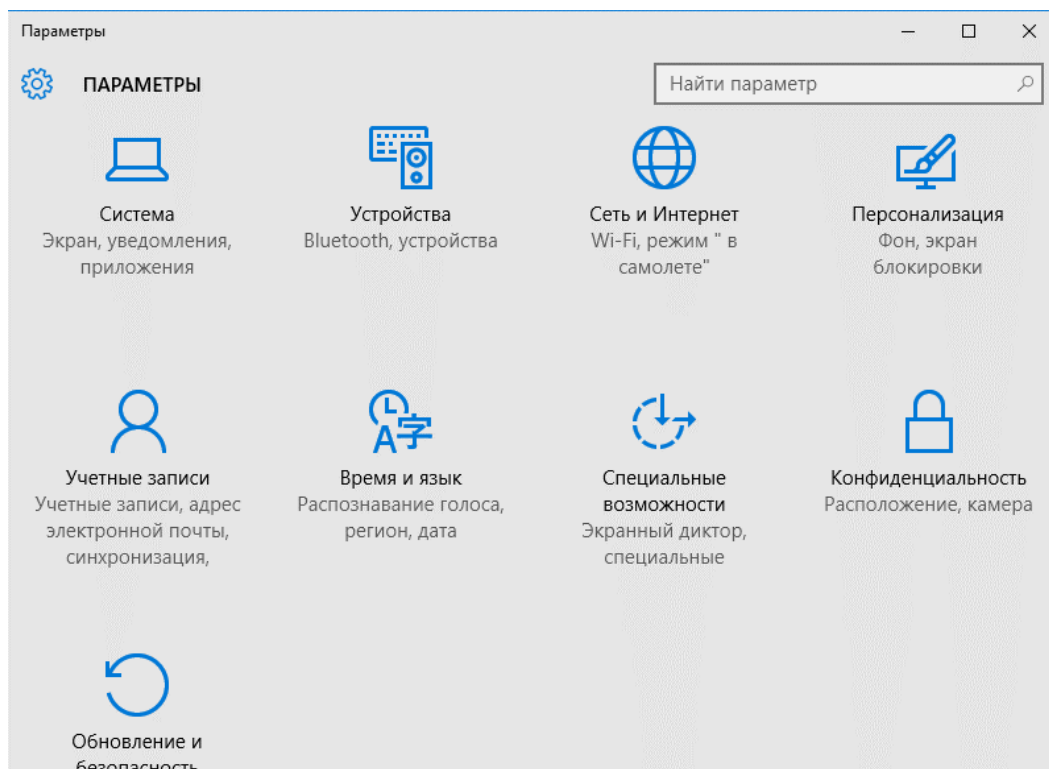 Параметры
ПАРАМЕТРЫ
Найти параметр
Система
Экран, уведомления,
приложения
Устройства
Bluetooth, устройства
Сеть и Интернет
Wi-Fi, режим " в
самолете"
Персонализация
Фон, экран
блокировки
Учетные записи
Учетные записи, адрес
электронной почты,
синхронизация,
Время и язык
Распознавание голоса,
регион, дата
Специальные
возможности
Экранный диктор,
специальные
Конфиденциальность
Расположение, камера
Обновление и
безопасность